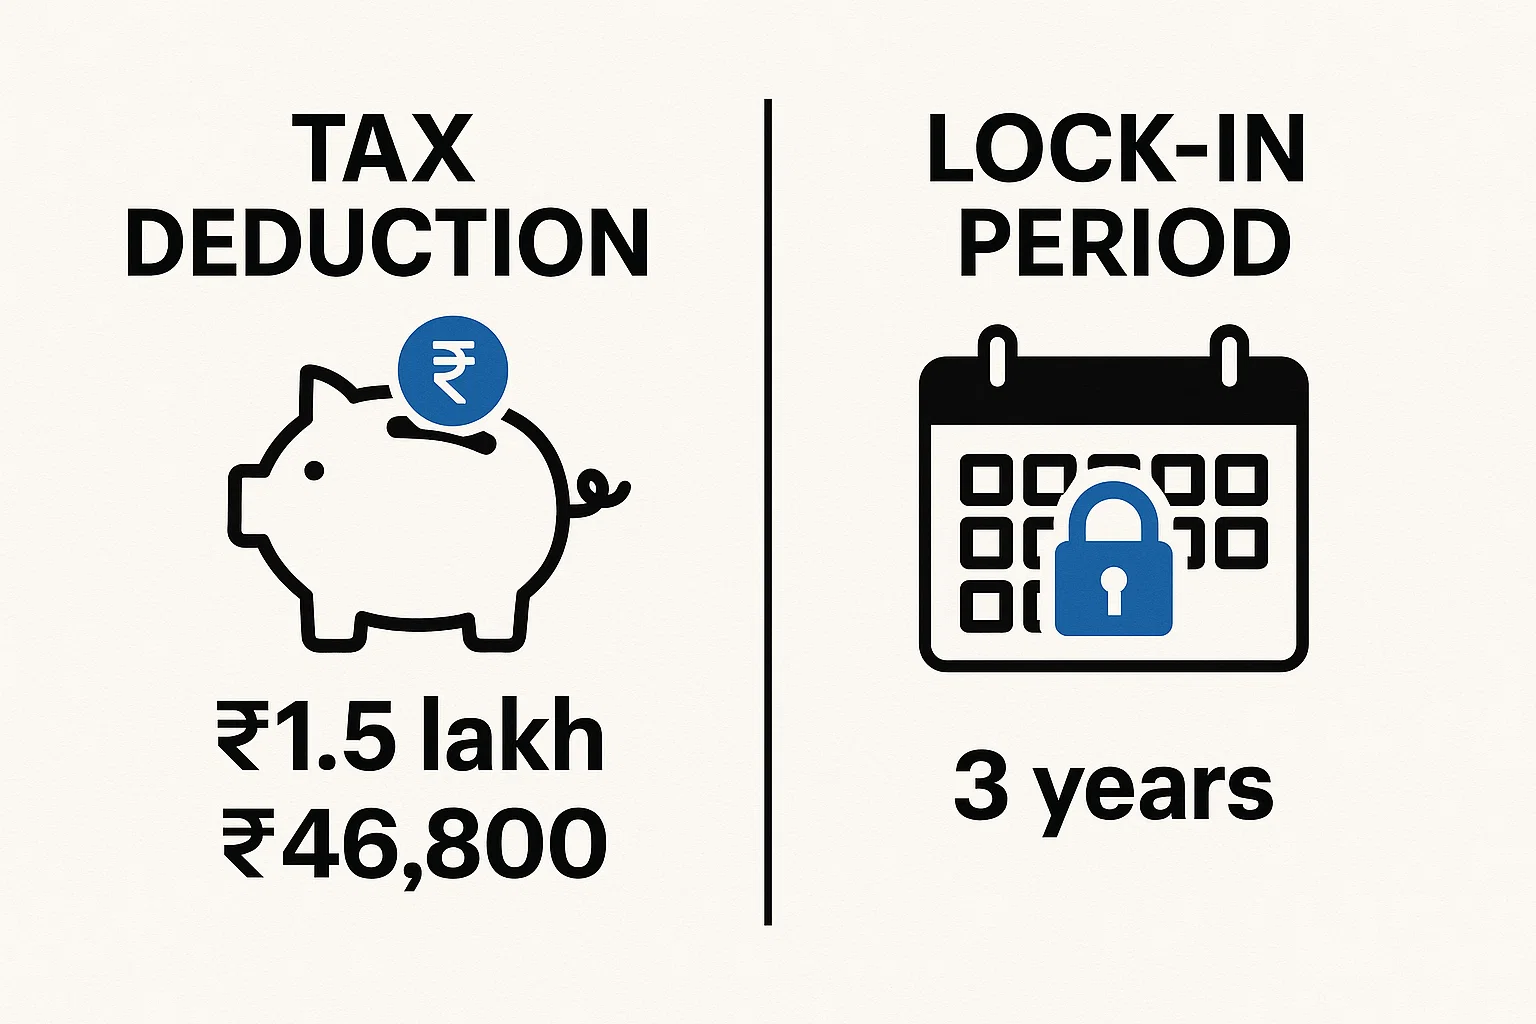 TAX
DEDUCTION
₹
₹1.5 lakh
₹46,800
LOCK-IN
PERIOD
3 years